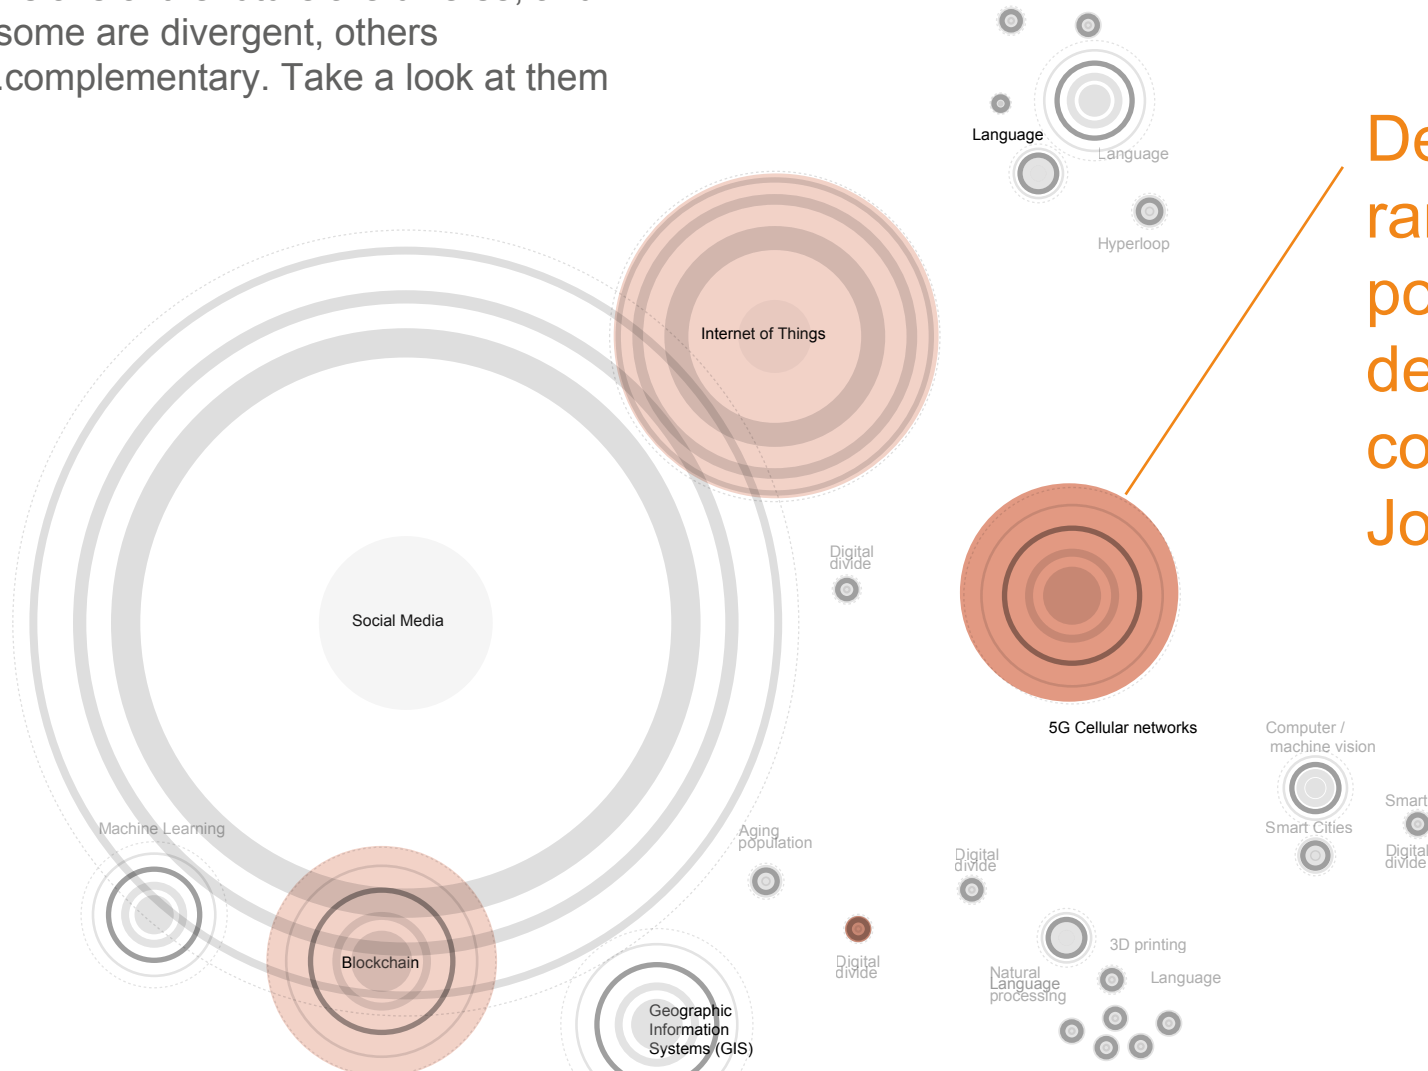 some are divergent, others
.complementary. Take a look at them
Language
Language
Hyperloop
Internet of Things
Digital
divide
Social Media
5G Cellular networks
Computer /
machine vision
Smart
Smart Cities
Digital
divide
Machine Learning
Aging
population
Digital
divide
Blockchain
Digital
divide
3D printing
Natural
Language
processing
Language
Geographic
Information
Systems (GIS)